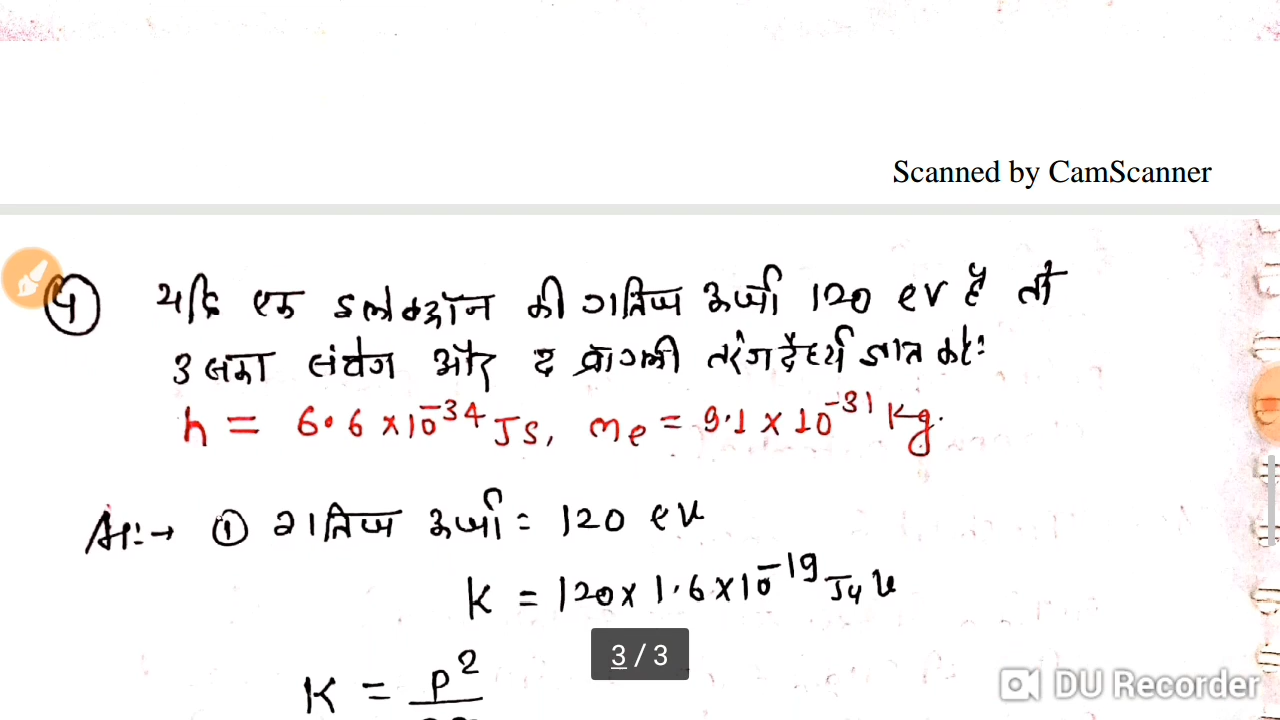 Scanned by CamScanner
④ यदि एक इलेक्ट्रॉन की गतिज ऊर्जा 120 eV है तो
उसका संवेग और द ब्रोग्ली तरंगदैर्ध्य ज्ञात करो:
h = 6.6 × 10⁻³⁴ Js, me = 9.1 × 10⁻³¹ Kg.
① गतिज ऊर्जा = 120 eV
K = 120 × 1.6 × 10⁻¹⁹ जूल
3 / 3
K = P²
DU Recorder